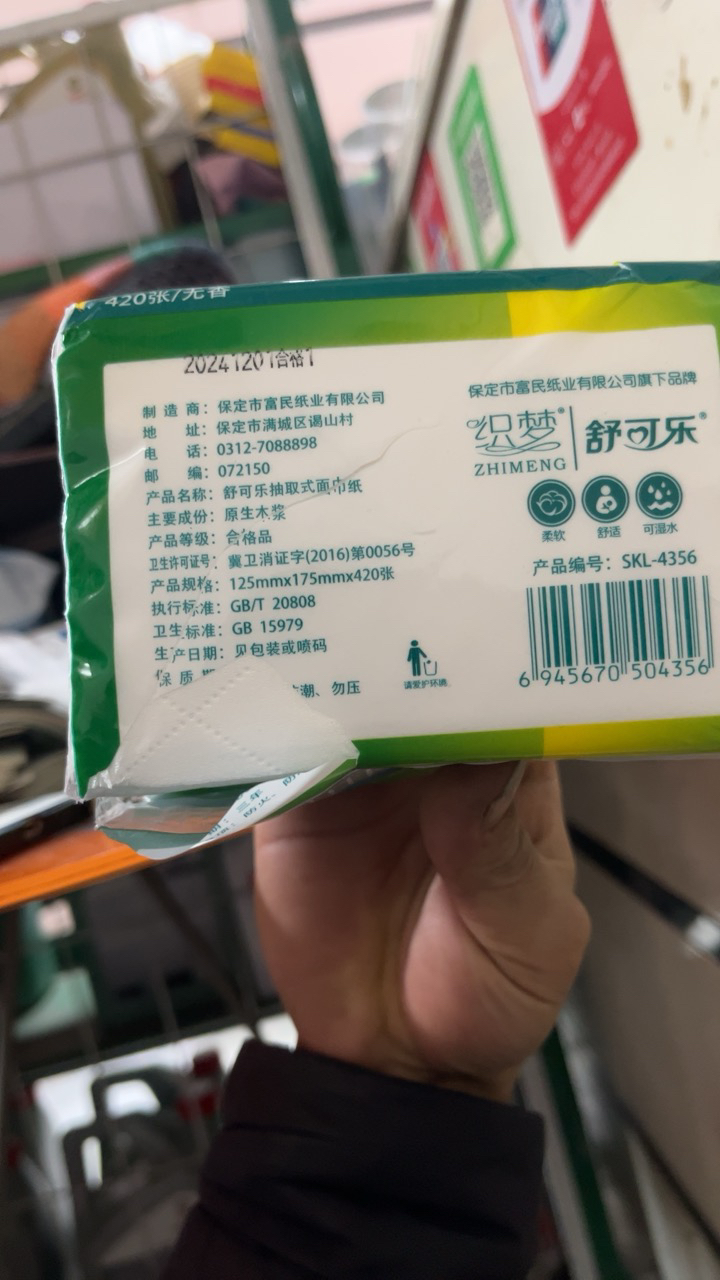 420张/无香
20241201合格1
制造商：保定市富民纸业有限公司
地 址：保定市满城区谒山村
电 话：0312-7088898
邮 编：072150
产品名称：舒可乐抽取式面巾纸
主要成份：原生木浆
产品等级：合格品
卫生许可证号：冀卫消证字(2016)第0056号
产品规格：125mmx175mmx420张
执行标准：GB/T 20808
卫生标准：GB 15979
生产日期：见包装或喷码
保质期
防潮、勿压
三年
防火、防
请爱护环境
保定市富民纸业有限公司旗下品牌
织梦®
ZHIMENG
舒可乐®
柔软
舒适
可湿水
产品编号：SKL-4356
6 945670 504356